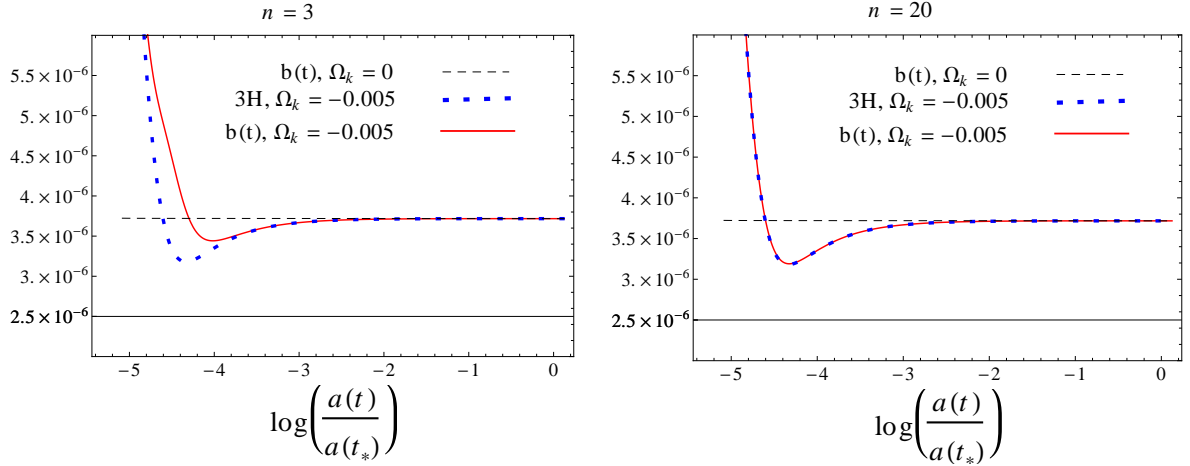 n = 3
5.5 × 10⁻⁶
5. × 10⁻⁶
4.5 × 10⁻⁶
4. × 10⁻⁶
3.5 × 10⁻⁶
3. × 10⁻⁶
2.5 × 10⁻⁶
b(t), Ωₖ = 0
3H, Ωₖ = −0.005
b(t), Ωₖ = −0.005
−5 −4 −3 −2 −1 0
log(a(t)/a(t*))
n = 20
5.5 × 10⁻⁶
5. × 10⁻⁶
4.5 × 10⁻⁶
4. × 10⁻⁶
3.5 × 10⁻⁶
3. × 10⁻⁶
2.5 × 10⁻⁶
b(t), Ωₖ = 0
3H, Ωₖ = −0.005
b(t), Ωₖ = −0.005
−5 −4 −3 −2 −1 0
log(a(t)/a(t*))